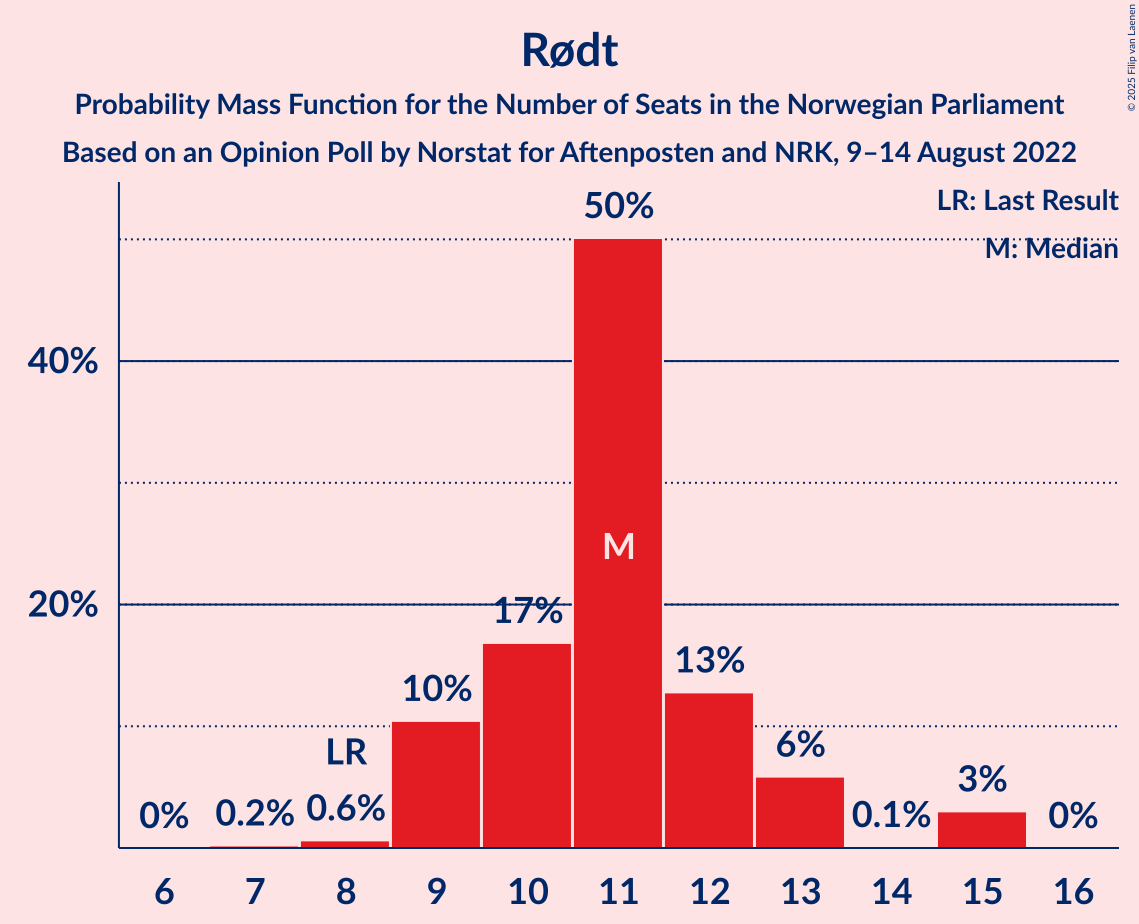 © 2025 Filip van Laenen
Rødt
Probability Mass Function for the Number of Seats in the Norwegian Parliament
Based on an Opinion Poll by Norstat for Aftenposten and NRK, 9–14 August 2022
LR: Last Result
M: Median
50%
40%
M
20%
17%
13%
10%
6%
LR
3%
0%
0.2%
0.6%
0.1%
0%
6 7 8 9 10 11 12 13 14 15 16